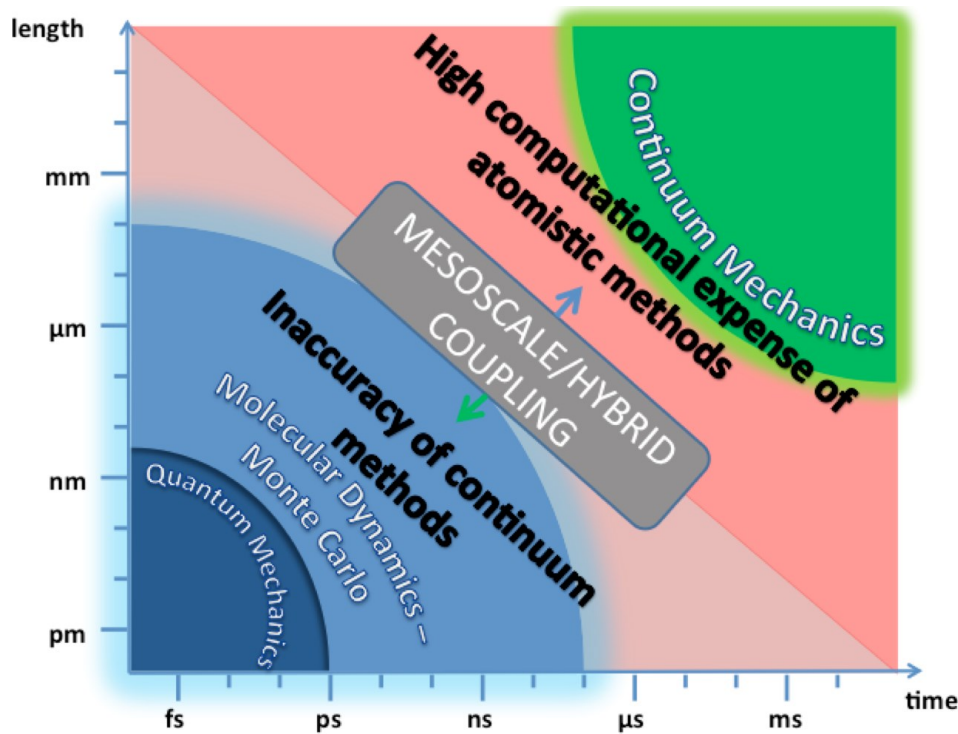 length
mm
μm
nm
pm
High computational expense of
atomistic methods
Continuum Mechanics
MESOSCALE/HYBRID
COUPLING
Inaccuracy of continuum
methods
Molecular Dynamics –
Monte Carlo
Quantum Mechanics
fs
ps
ns
μs
ms
time